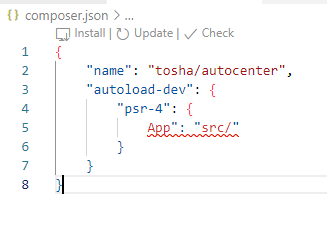 composer.json > ...
Install | Update | Check
1 {
2 "name": "tosha/autocenter",
3 "autoload-dev": {
4 "psr-4": {
5 App": "src/"
6 }
7 }
8 }